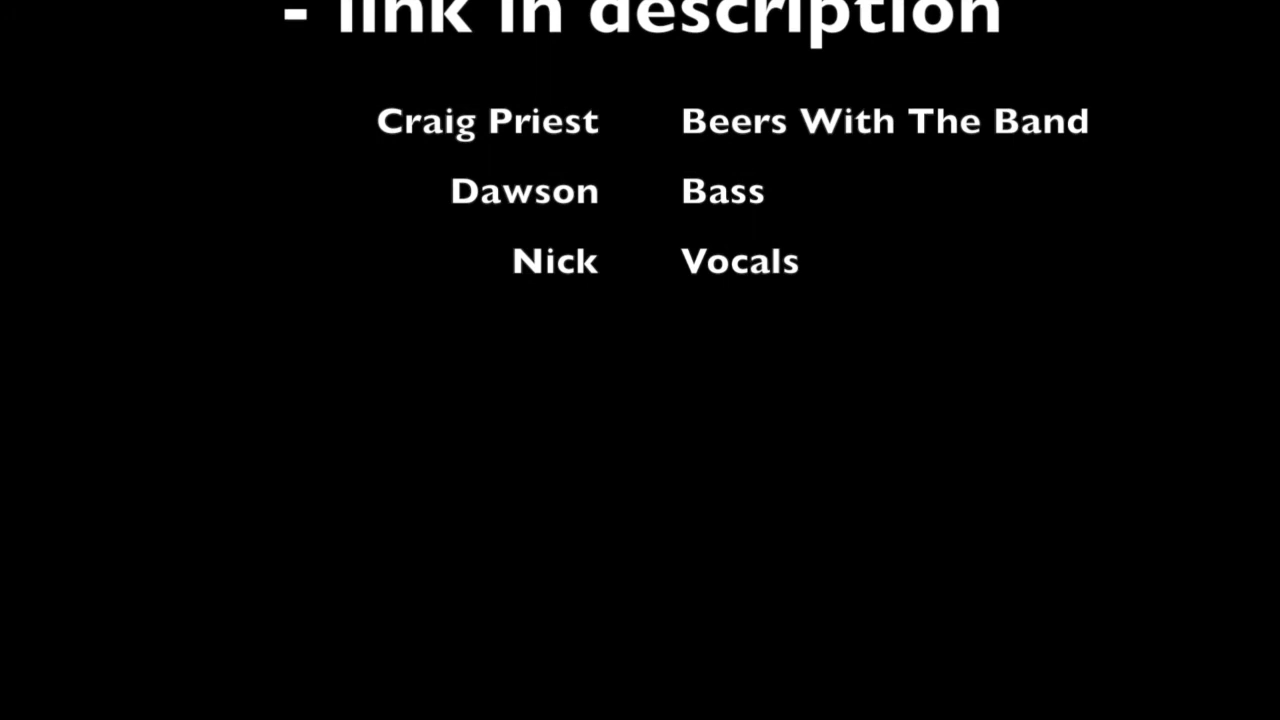 - link in description
Craig Priest Beers With The Band
Dawson Bass
Nick Vocals